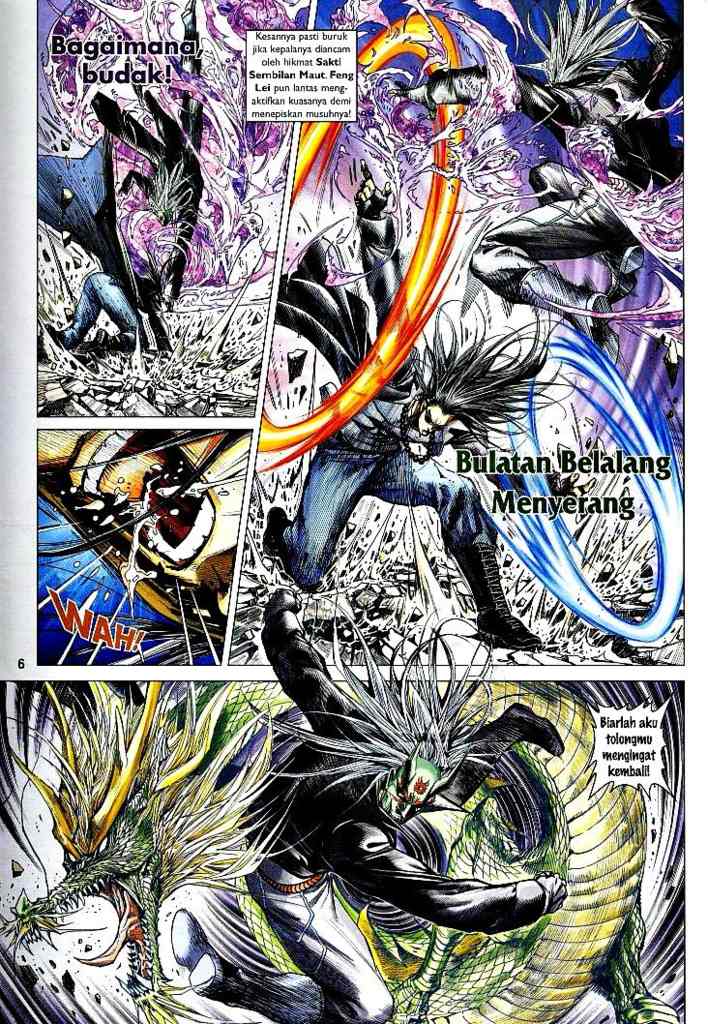 Bagaimana,
budak!
Kesannya pasti buruk
jika kepalanya diancam
oleh hikmat Sakti
Sembilan Maut. Feng
Lei pun lantas meng-
aktifkan kuasanya demi
menepiskan musuhnya!
Bulatan Belalang
Menyerang
WAH!
6
Biarlah aku
tolongmu
mengingat
kembali!